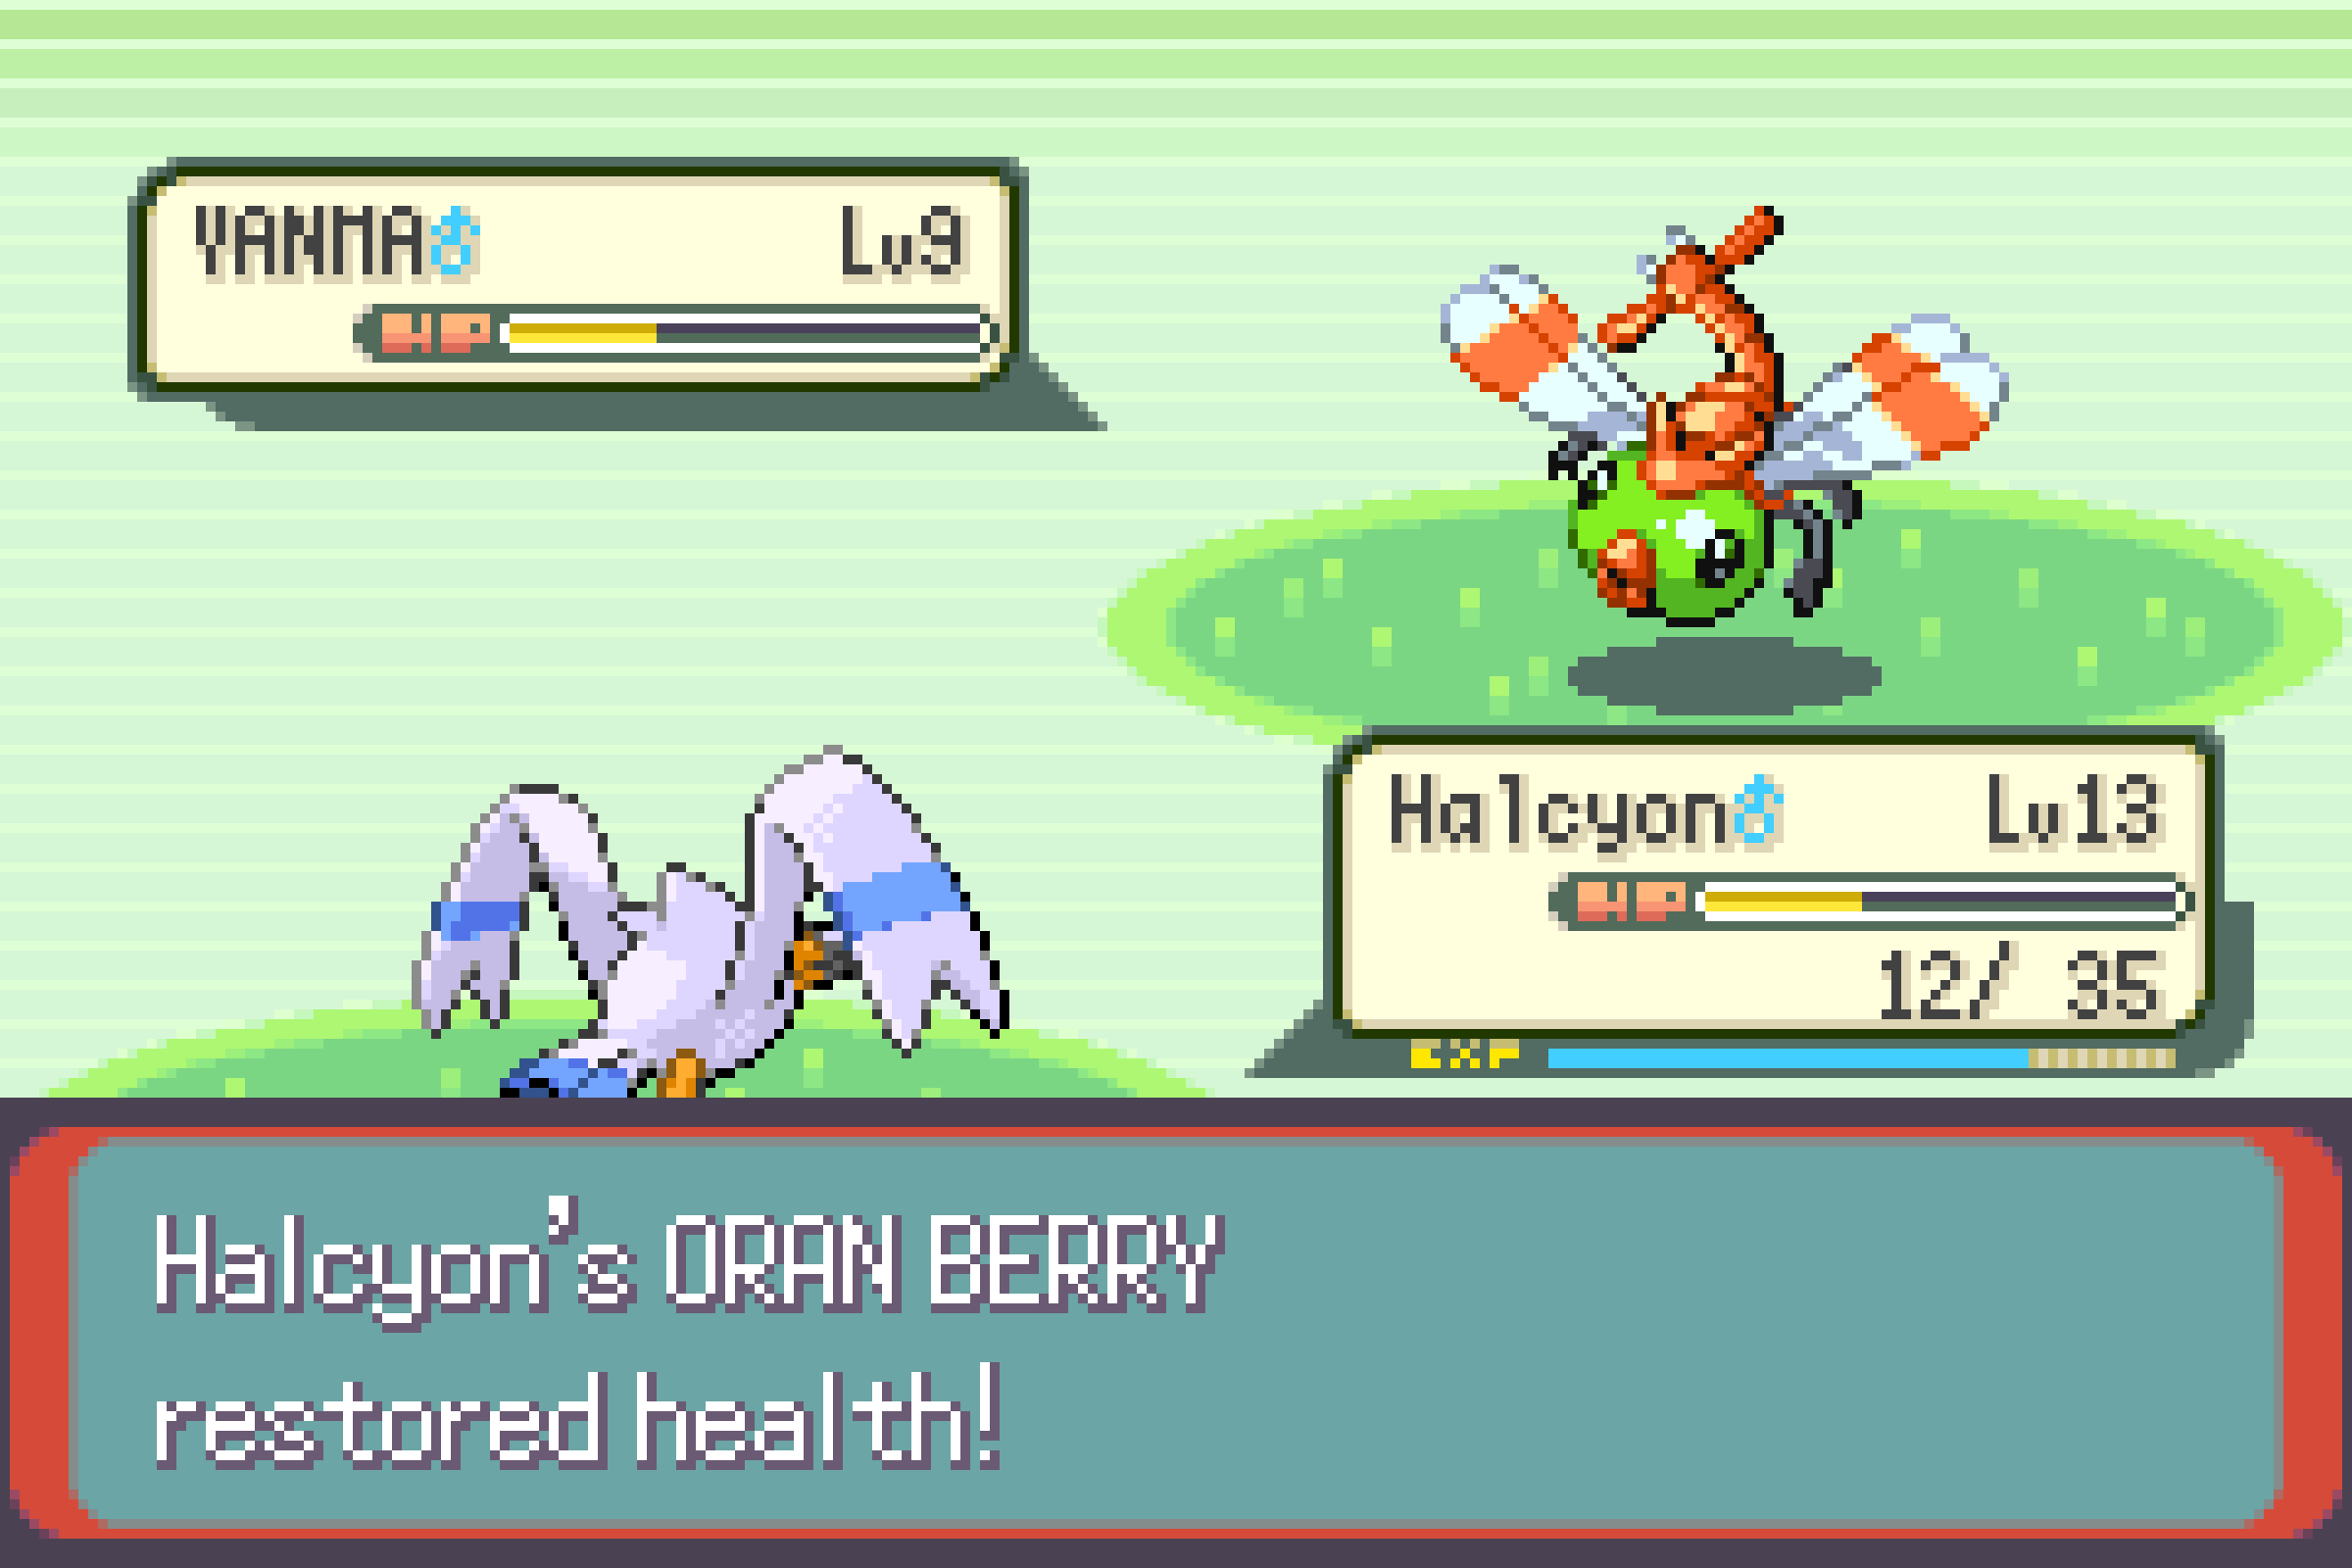 YANMA♂ Lv9
HP
Halcyon♂ Lv13
HP
12/ 35
EXP
Halcyon's ORAN BERRY
restored health!